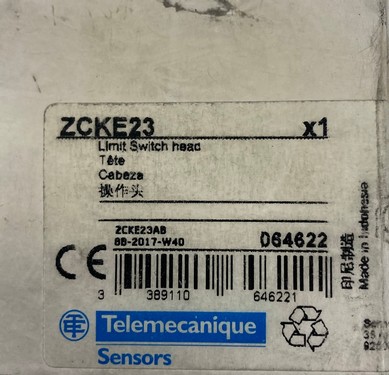 ZCKE23 x1
Limit Switch head
Tête
Cabeza
操作头
ZCKE23AB
8B-2017-W40
064622
CE
3 389110 646221
印尼制造
Made in Indonesia
Telemecanique
Sensors